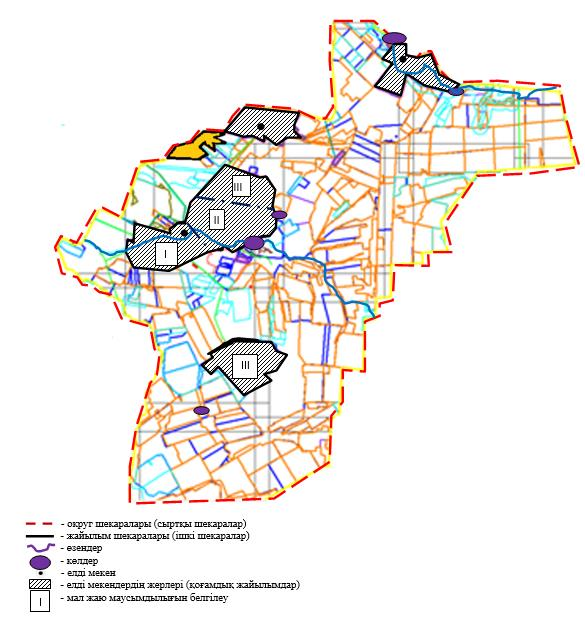 III
II
I
III
- округ шекаралары (сыртқы шекаралар)
- жайылым шекаралары (ішкі шекаралар)
- өзендер
- көлдер
- елді мекен
- елді мекендердің жерлері (қоғамдық жайылымдар)
I - мал жаю маусымдылығын белгілеу